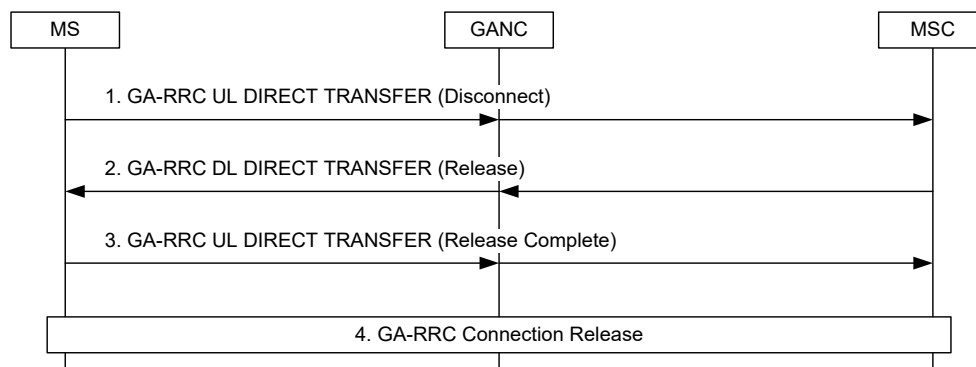 MS
GANC
MSC
1. GA-RRC UL DIRECT TRANSFER (Disconnect)
2. GA-RRC DL DIRECT TRANSFER (Release)
3. GA-RRC UL DIRECT TRANSFER (Release Complete)
4. GA-RRC Connection Release